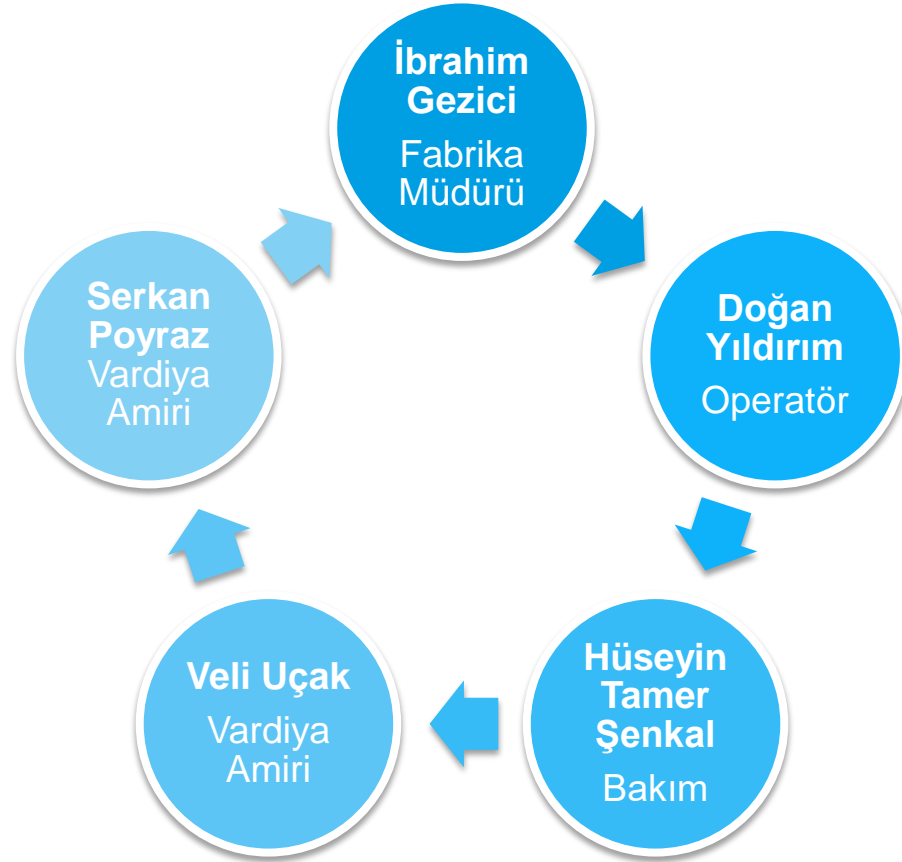 İbrahim
Gezici
Fabrika
Müdürü
Doğan
Yıldırım
Operatör
Hüseyin
Tamer
Şenkal
Bakım
Veli Uçak
Vardiya
Amiri
Serkan
Poyraz
Vardiya
Amiri